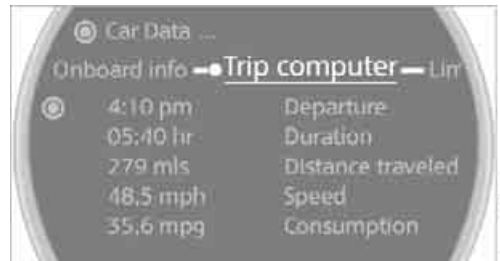 Car Data ...
Onboard info Trip computer Lim
4:10 pm Departure
05:40 hr Duration
279 mls Distance traveled
48.5 mph Speed
35.6 mpg Consumption